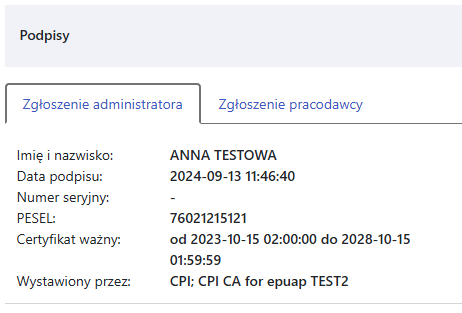 Podpisy
Zgłoszenie administratora Zgłoszenie pracodawcy
Imię i nazwisko: ANNA TESTOWA
Data podpisu: 2024-09-13 11:46:40
Numer seryjny: -
PESEL: 76021215121
Certyfikat ważny: od 2023-10-15 02:00:00 do 2028-10-15
01:59:59
Wystawiony przez: CPI; CPI CA for epuap TEST2